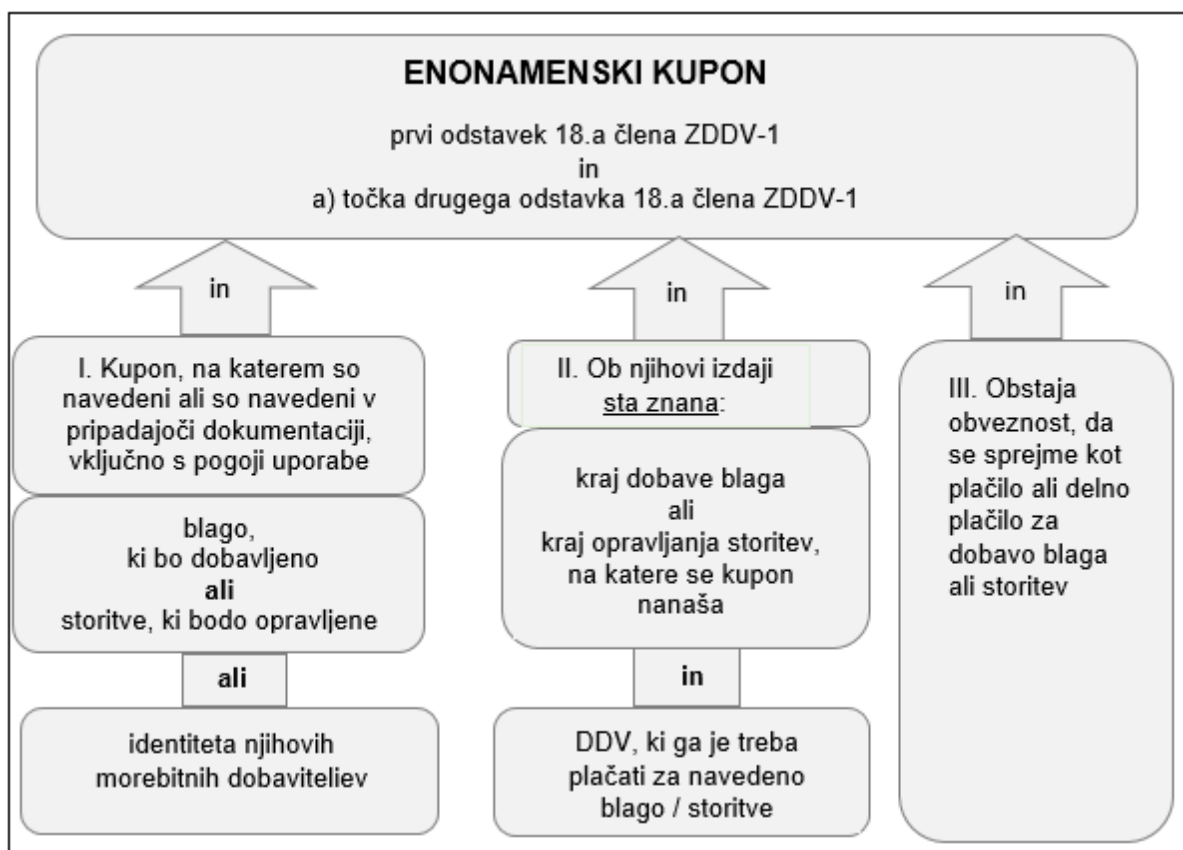 ENONAMENSKI KUPON
prvi odstavek 18.a člena ZDDV-1
in
a) točka drugega odstavka 18.a člena ZDDV-1
in
I. Kupon, na katerem so
navedeni ali so navedeni v
pripadajoči dokumentaciji,
vključno s pogoji uporabe
blago,
ki bo dobavljeno
ali
storitve, ki bodo opravljene
ali
identiteta njihovih
morebitnih dobaviteliev
in
II. Ob njihovi izdaji
sta znana:
kraj dobave blaga
ali
kraj opravljanja storitev,
na katere se kupon
nanaša
in
DDV, ki ga je treba
plačati za navedeno
blago / storitve
in
III. Obstaja
obveznost, da
se sprejme kot
plačilo ali delno
plačilo za
dobavo blaga
ali storitev